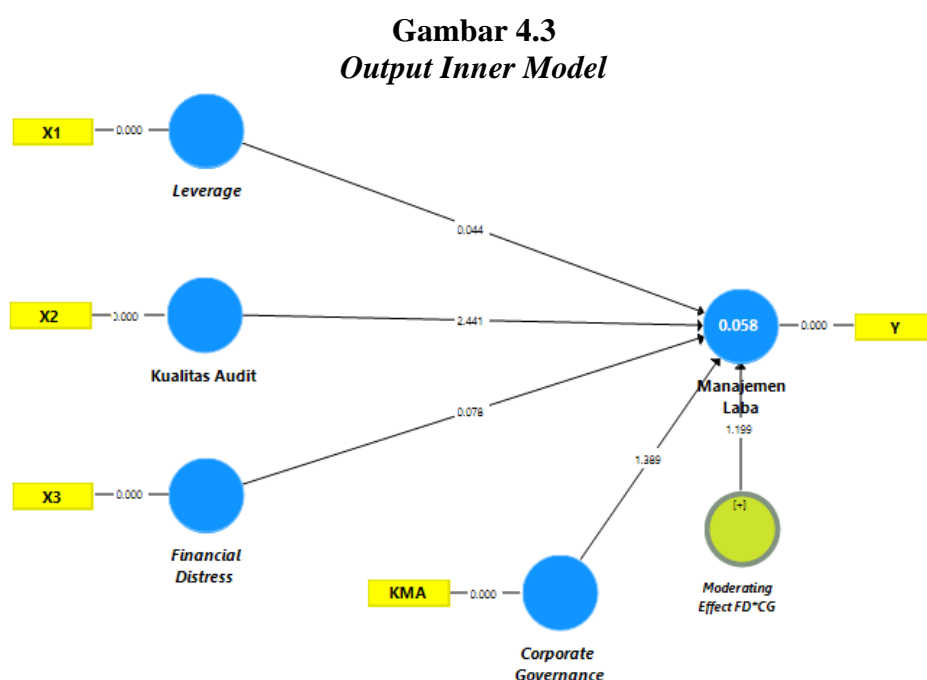 Gambar 4.3
Output Inner Model
X1
0.000
Leverage
0.044
X2
0.000
2.441
0.058
0.000
Y
Kualitas Audit
Manajemen
Laba
0.078
1.199
1.389
X3
0.000
[+]
Financial
Distress
KMA
0.000
Moderating
Effect FD*CG
Corporate
Governance